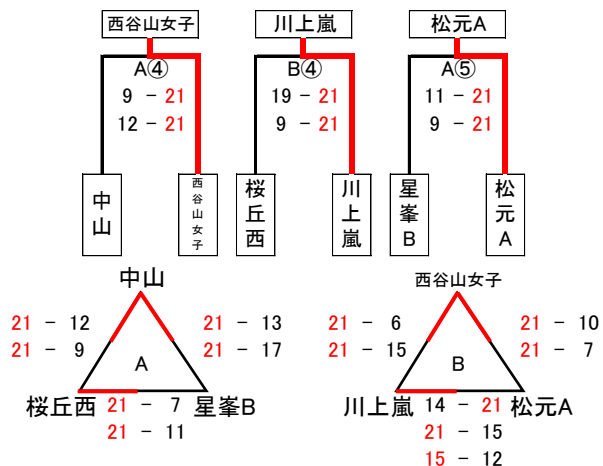 西谷山女子 川上嵐 松元A
A④ B④ A⑤
9 - 21 19 - 21 11 - 21
12 - 21 9 - 21 9 - 21
中山 西谷山女子 桜丘西 川上嵐 星峯B 松元A
中山 西谷山女子
21 - 12 21 - 13 21 - 6 21 - 10
21 - 9 21 - 17 21 - 15 21 - 7
A B
桜丘西 21 - 7 星峯B 川上嵐 14 - 21 松元A
21 - 11 21 - 15
15 - 12